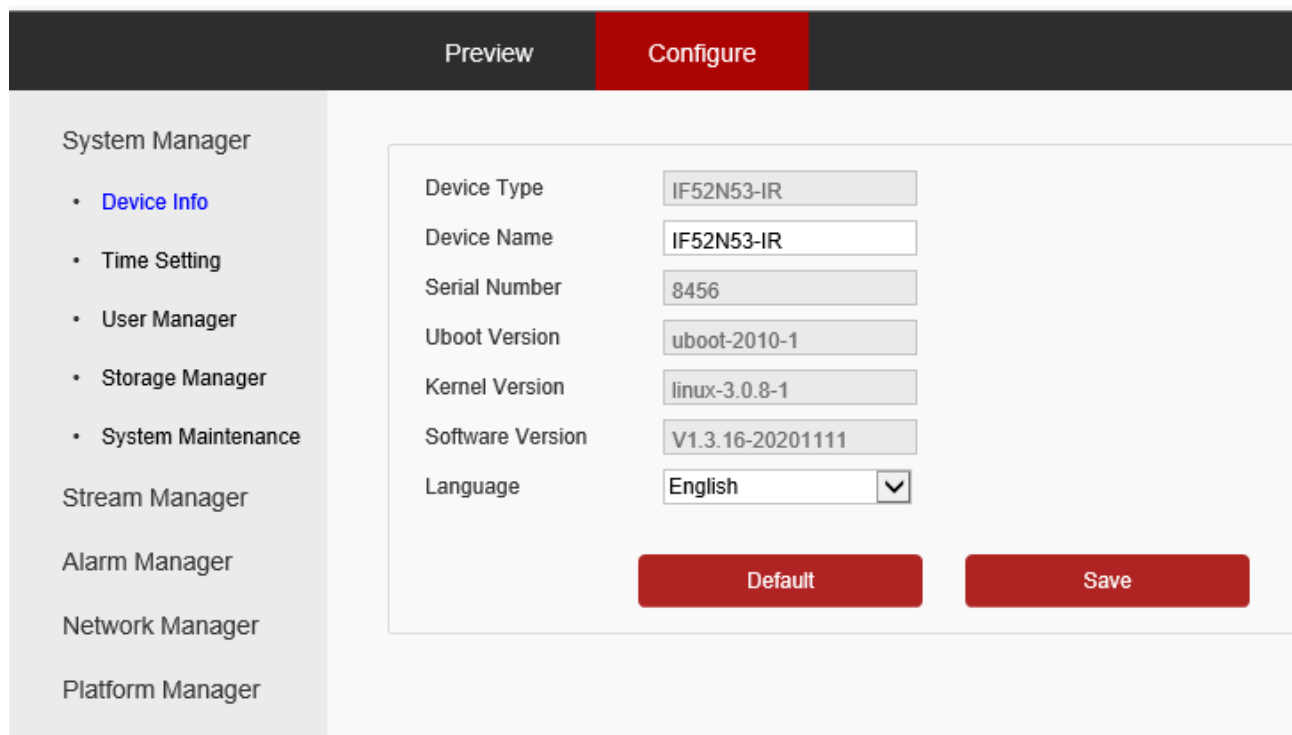 Preview Configure
System Manager
• Device Info
• Time Setting
• User Manager
• Storage Manager
• System Maintenance
Stream Manager
Alarm Manager
Network Manager
Platform Manager
Device Type IF52N53-IR
Device Name IF52N53-IR
Serial Number 8456
Uboot Version uboot-2010-1
Kernel Version linux-3.0.8-1
Software Version V1.3.16-20201111
Language English
Default Save